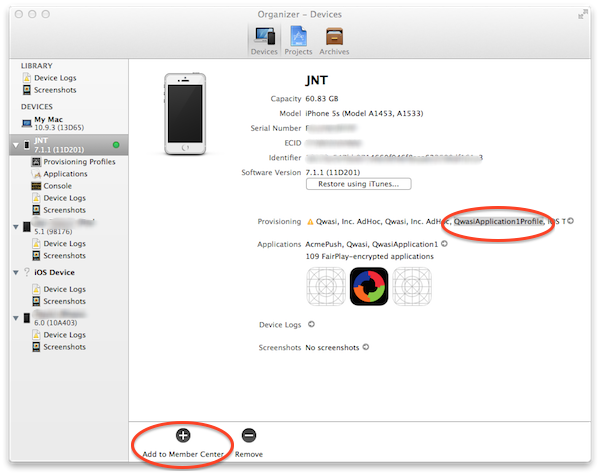 Organizer – Devices
Devices
Projects
Archives
LIBRARY
Device Logs
Screenshots
DEVICES
My Mac
10.9.3 (13D65)
JNT
7.1.1 (11D201)
Provisioning Profiles
Applications
Console
Device Logs
Screenshots
5.1 (9B176)
Device Logs
Screenshots
iOS Device
Device Logs
Screenshots
6.0 (10A403)
Device Logs
Screenshots
JNT
Capacity 60.83 GB
Model iPhone 5s (Model A1453, A1533)
Serial Number
ECID
Identifier
Software Version 7.1.1 (11D201)
Restore using iTunes...
Provisioning Qwasi, Inc. AdHoc, Qwasi, Inc. AdHoc, QwasiApplication1Profile, iOS T
Applications AcmePush, Qwasi, QwasiApplication1
109 FairPlay-encrypted applications
Device Logs
Screenshots No screenshots
Add to Member Center
Remove